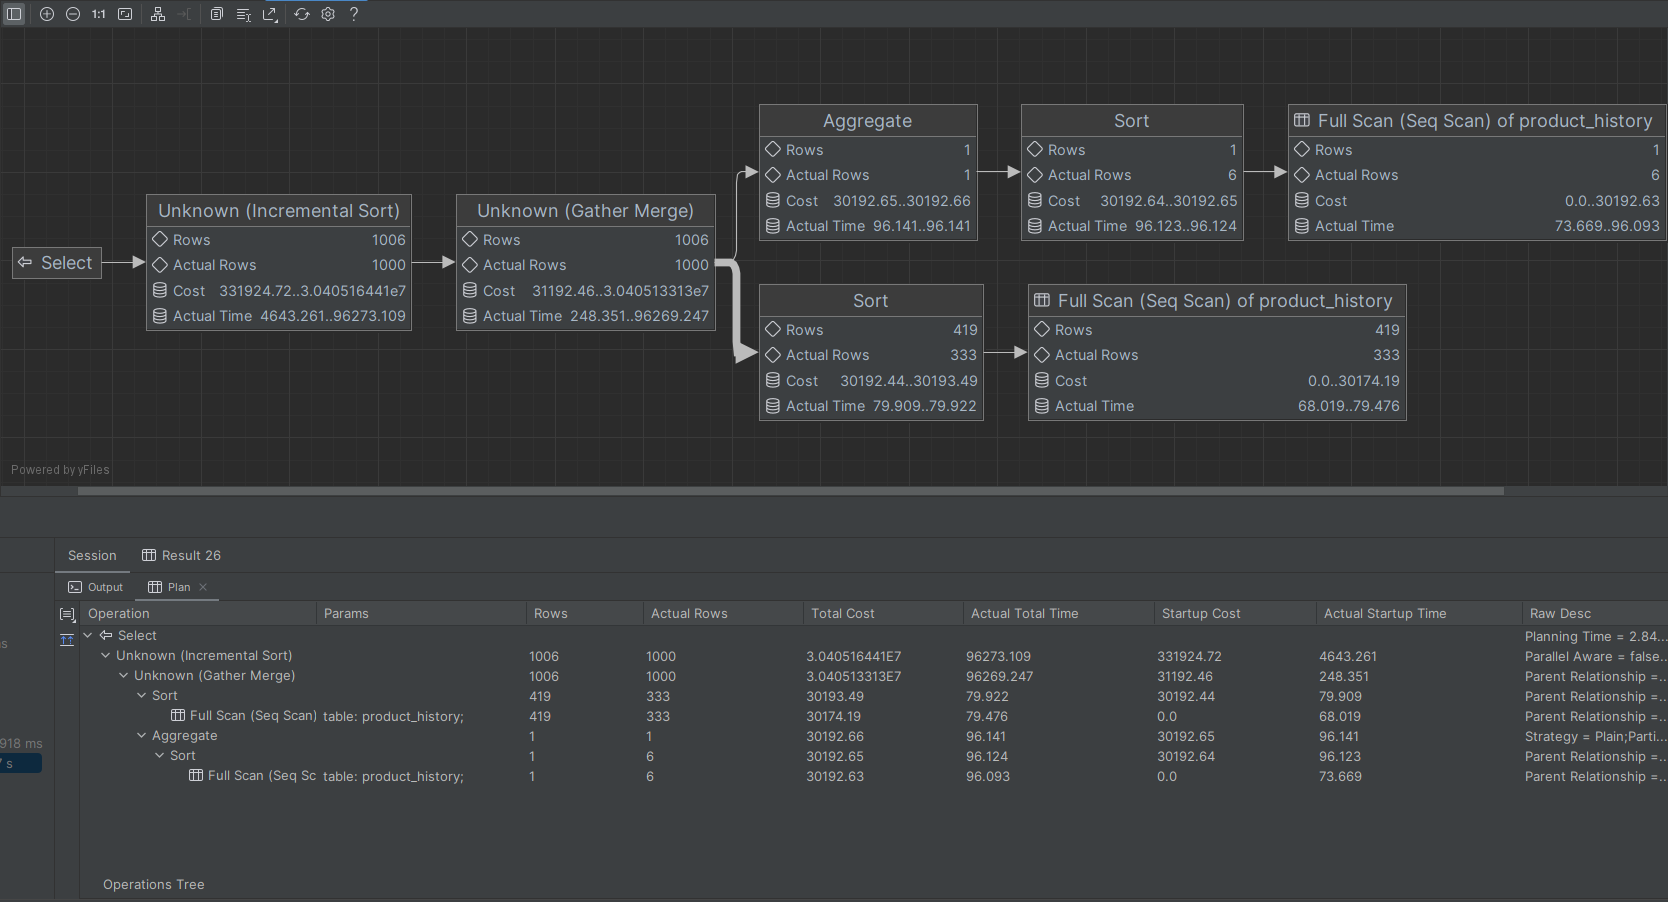 1:1
?
Aggregate
Rows 1
Actual Rows 1
Cost 30192.65..30192.66
Actual Time 96.141..96.141
Sort
Rows 1
Actual Rows 6
Cost 30192.64..30192.65
Actual Time 96.123..96.124
Full Scan (Seq Scan) of product_history
Rows 1
Actual Rows 6
Cost 0.0..30192.63
Actual Time 73.669..96.093
Select
Unknown (Incremental Sort)
Rows 1006
Actual Rows 1000
Cost 331924.72..3.040516441e7
Actual Time 4643.261..96273.109
Unknown (Gather Merge)
Rows 1006
Actual Rows 1000
Cost 31192.46..3.040513313e7
Actual Time 248.351..96269.247
Sort
Rows 419
Actual Rows 333
Cost 30192.44..30193.49
Actual Time 79.909..79.922
Full Scan (Seq Scan) of product_history
Rows 419
Actual Rows 333
Cost 0.0..30174.19
Actual Time 68.019..79.476
Powered by yFiles
Session Result 26
Output Plan
Operation Params Rows Actual Rows Total Cost Actual Total Time Startup Cost Actual Startup Time Raw Desc
Select Planning Time = 2.84...
Unknown (Incremental Sort) 1006 1000 3.040516441E7 96273.109 331924.72 4643.261 Parallel Aware = false...
Unknown (Gather Merge) 1006 1000 3.040513313E7 96269.247 31192.46 248.351 Parent Relationship =...
Sort 419 333 30193.49 79.922 30192.44 79.909 Parent Relationship =...
Full Scan (Seq Scan) table: product_history; 419 333 30174.19 79.476 0.0 68.019 Parent Relationship =...
Aggregate 1 1 30192.66 96.141 30192.65 96.141 Strategy = Plain;Parti...
Sort 1 6 30192.65 96.124 30192.64 96.123 Parent Relationship =...
Full Scan (Seq Sc table: product_history; 1 6 30192.63 96.093 0.0 73.669 Parent Relationship =...
918 ms
s
Operations Tree